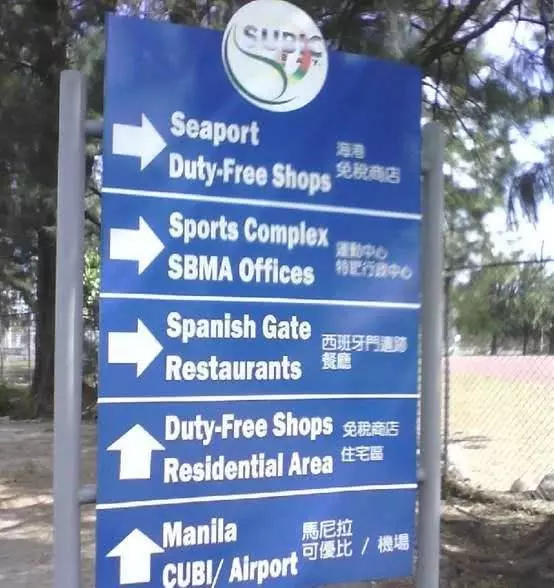 SUBIC
BAY
Seaport 海港
Duty-Free Shops 免稅商店
Sports Complex 運動中心
SBMA Offices 特肥行政中心
Spanish Gate 西班牙門遺跡
Restaurants 餐廳
Duty-Free Shops 免稅商店
Residential Area 住宅區
Manila 馬尼拉
CUBI/ Airport 可優比 / 機場